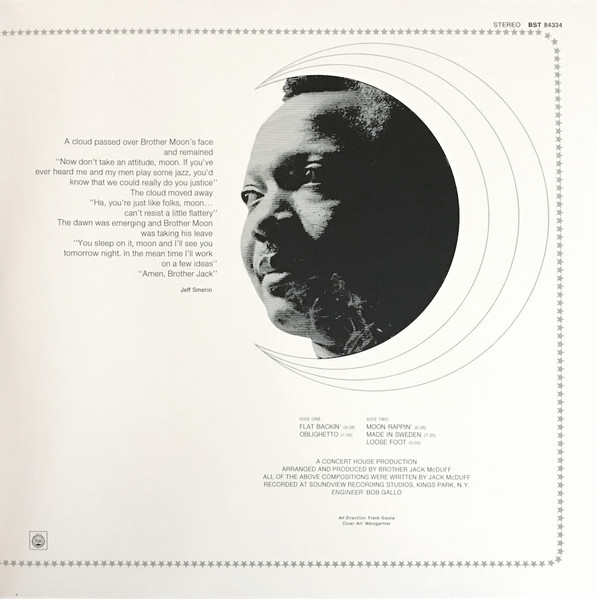 STEREO BST 84334
A cloud passed over Brother Moon's face
and remained
"Now don't take an attitude, moon. If you've
ever heard me and my men play some jazz, you'd
know that we could really do you justice"
The cloud moved away
"Ha, you're just like folks, moon...
can't resist a little flattery"
The dawn was emerging and Brother Moon
was taking his leave
"You sleep on it, moon and I'll see you
tomorrow night. In the mean time I'll work
on a few ideas"
"Amen, Brother Jack"
Jeff Smerin
SIDE ONE
FLAT BACKIN'
OBLIGHETTO (7:00)
SIDE TWO
MOON RAPPIN'
MADE IN SWEDEN
LOOSE FOOT
A CONCERT HOUSE PRODUCTION
ARRANGED AND PRODUCED BY BROTHER JACK McDUFF
ALL OF THE ABOVE COMPOSITIONS WERE WRITTEN BY JACK McDUFF
RECORDED AT SOUNDVIEW RECORDING STUDIOS, KINGS PARK, N.Y.
ENGINEER: BOB GALLO
Art Direction: Frank Gauna
Cover Art: Weingartner